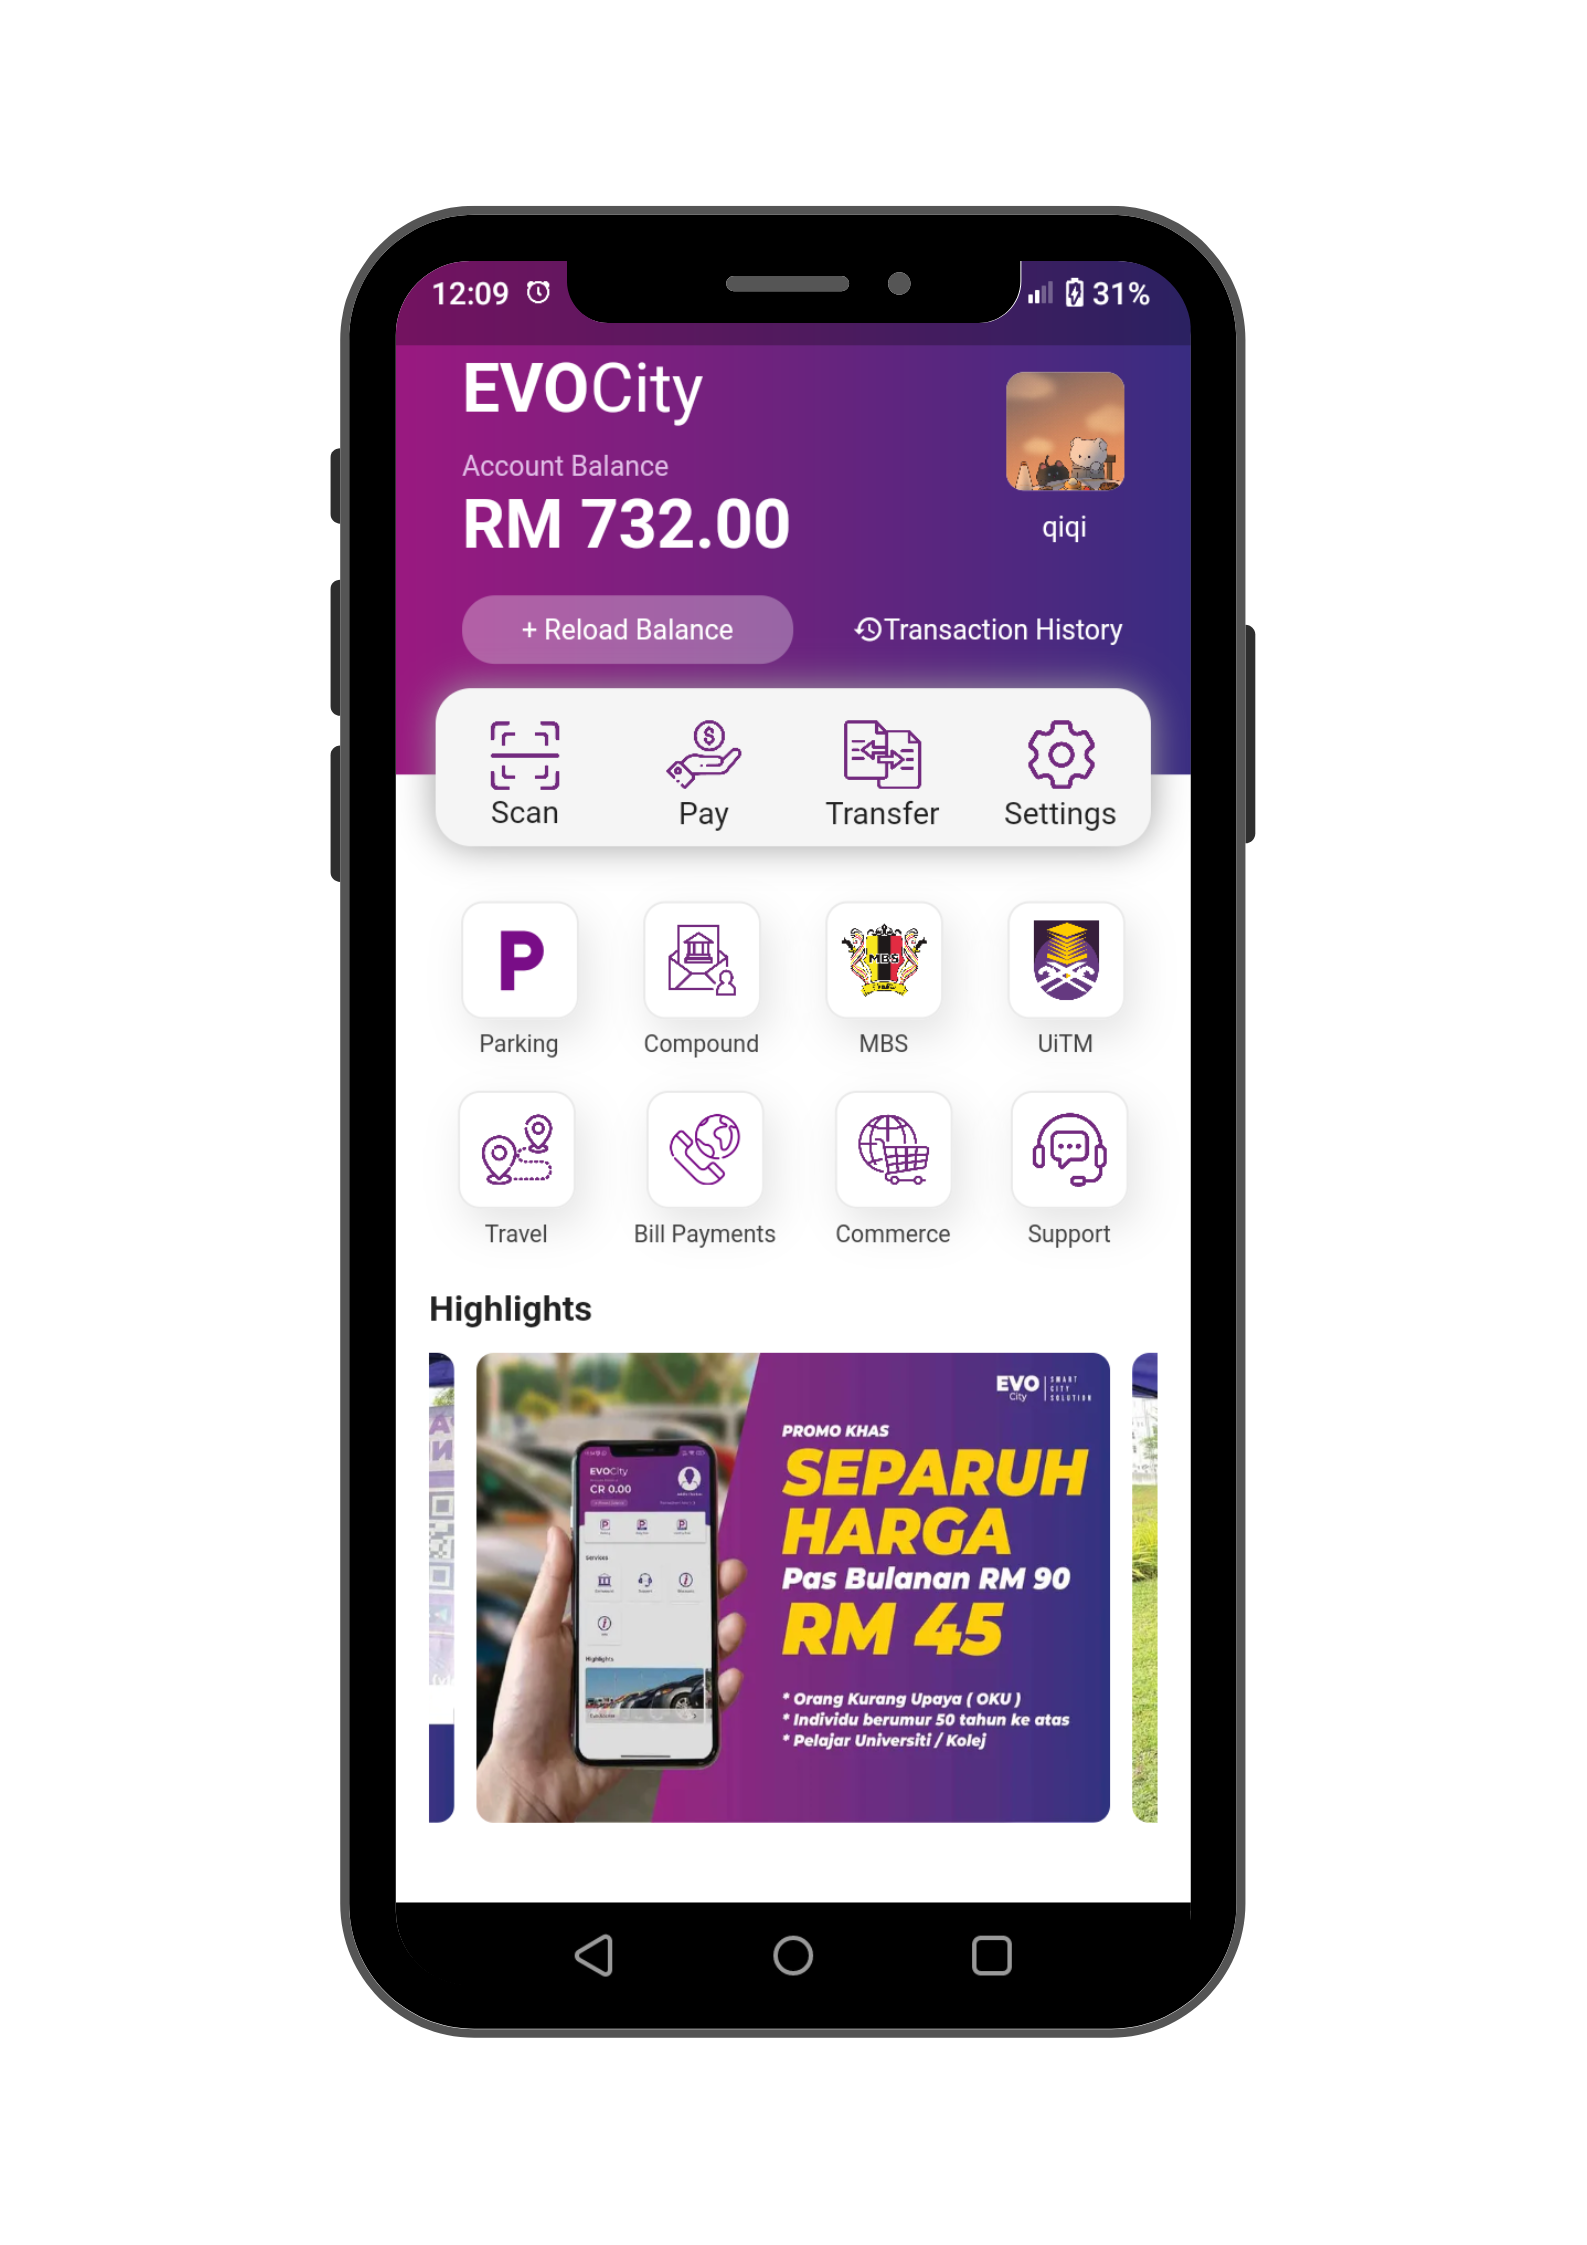 12:09
31%
EVOCity
Account Balance
RM 732.00
qiqi
+ Reload Balance
Transaction History
Scan
Pay
Transfer
Settings
P
MBS
Parking
Compound
MBS
UiTM
Travel
Bill Payments
Commerce
Support
Highlights
EVO
City
SMART
CITY
SOLUTION
PROMO KHAS
SEPARUH
HARGA
Pas Bulanan RM 90
RM 45
* Orang Kurang Upaya ( OKU )
* Individu berumur 50 tahun ke atas
* Pelajar Universiti / Kolej
EVOCity
CR 0.00
Services
Highlights